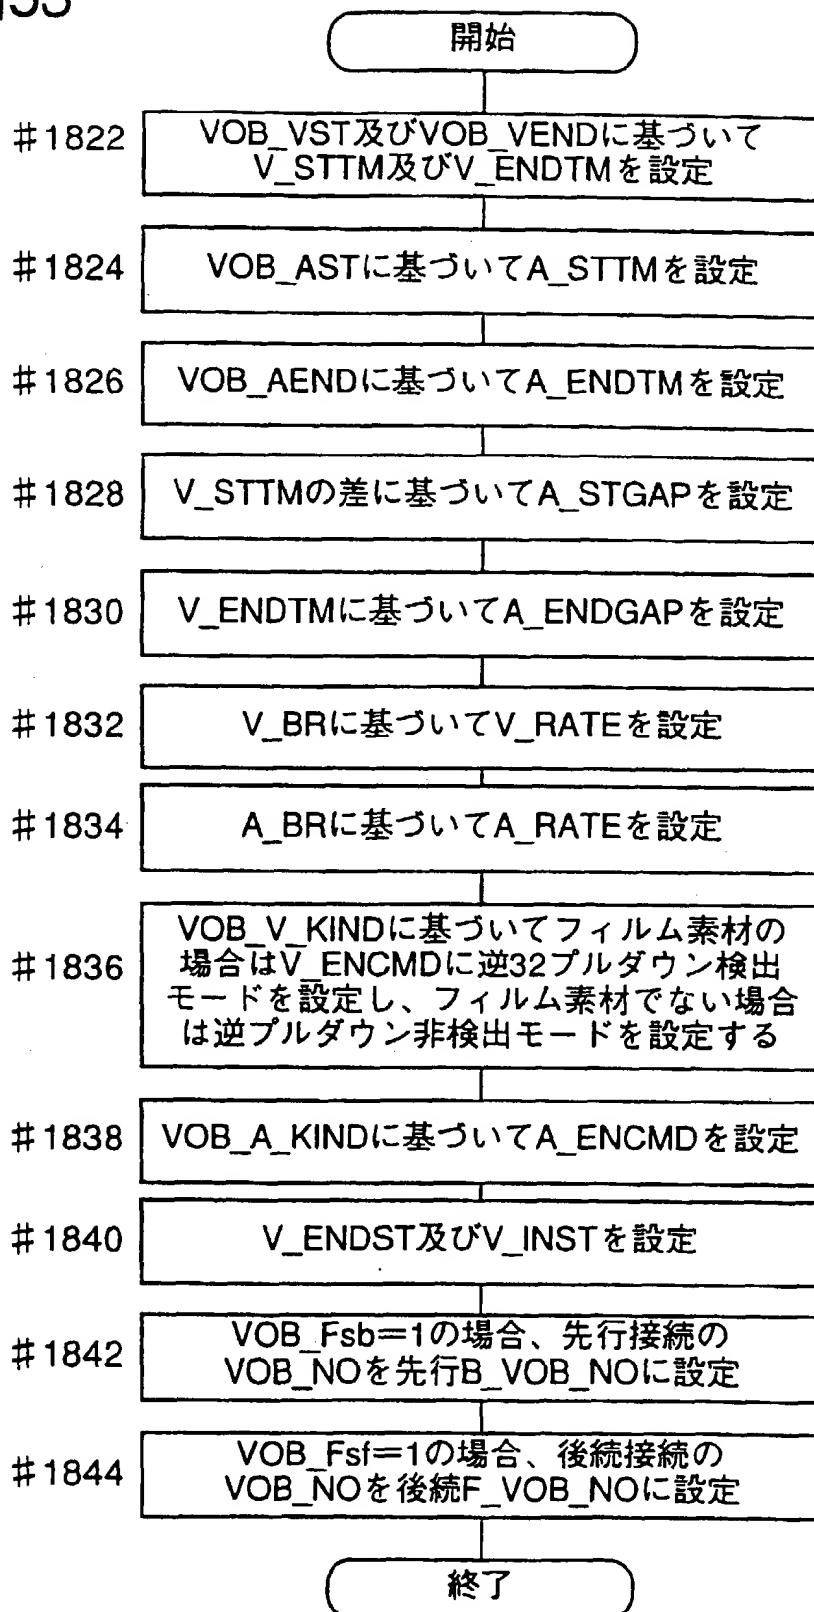 開始
#1822
VOB_VST及びVOB_VENDに基づいて
V_STTM及びV_ENDTMを設定
#1824
VOB_ASTに基づいてA_STTMを設定
#1826
VOB_AENDに基づいてA_ENDTMを設定
#1828
V_STTMの差に基づいてA_STGAPを設定
#1830
V_ENDTMに基づいてA_ENDGAPを設定
#1832
V_BRに基づいてV_RATEを設定
#1834
A_BRに基づいてA_RATEを設定
#1836
VOB_V_KINDに基づいてフィルム素材の
場合はV_ENCMDに逆32プルダウン検出
モードを設定し、フィルム素材でない場合
は逆プルダウン非検出モードを設定する
#1838
VOB_A_KINDに基づいてA_ENCMDを設定
#1840
V_ENDST及びV_INSTを設定
#1842
VOB_Fsb=1の場合、先行接続の
VOB_NOを先行B_VOB_NOに設定
#1844
VOB_Fsf=1の場合、後続接続の
VOB_NOを後続F_VOB_NOに設定
終了